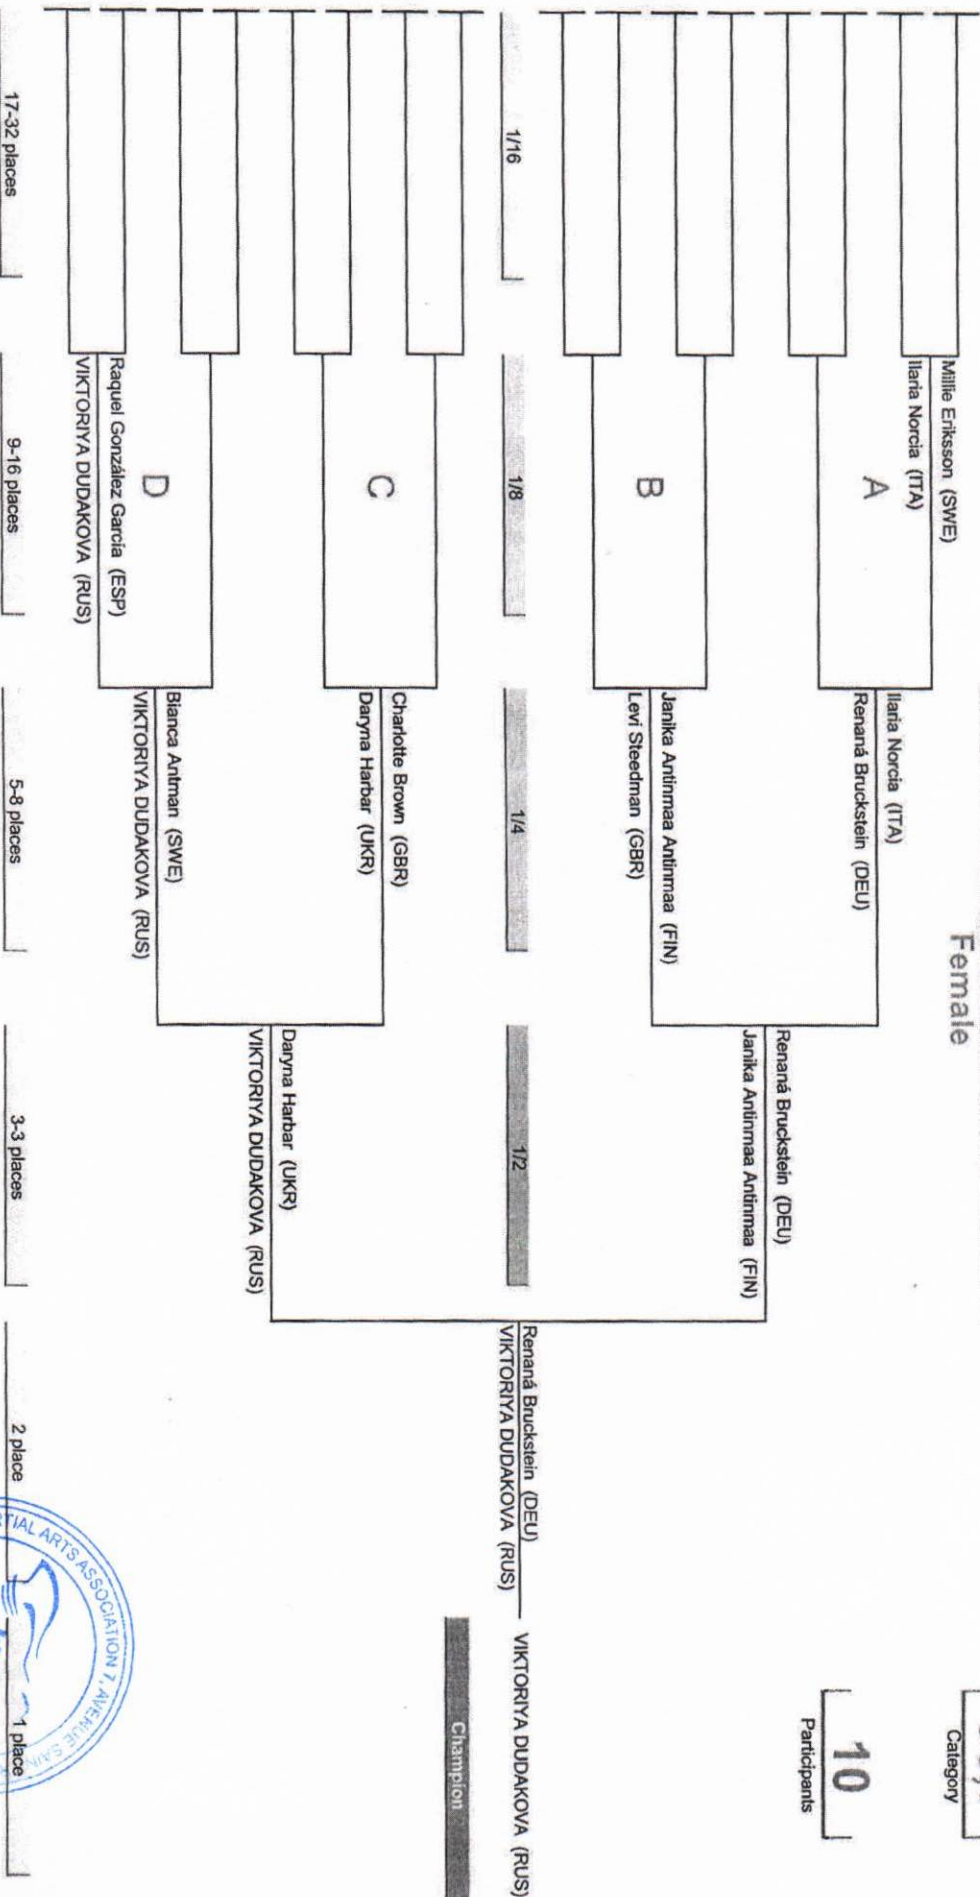 Female
Category
10
Participants
Millie Eriksson (SWE)
Ilaria Norcia (ITA)
A
Ilaria Norcia (ITA)
Renaná Bruckstein (DEU)
Renaná Bruckstein (DEU)
Janika Antinmaa Antinmaa (FIN)
B
Janika Antinmaa Antinmaa (FIN)
Levi Steedman (GBR)
1/16
1/8
1/4
1/2
Renaná Bruckstein (DEU)
VIKTORIYA DUDAKOVA (RUS)
VIKTORIYA DUDAKOVA (RUS)
Champion
C
Charlotte Brown (GBR)
Daryna Harbar (UKR)
Daryna Harbar (UKR)
VIKTORIYA DUDAKOVA (RUS)
D
Bianca Antman (SWE)
VIKTORIYA DUDAKOVA (RUS)
Raquel González García (ESP)
VIKTORIYA DUDAKOVA (RUS)
17-32 places
9-16 places
5-8 places
3-3 places
2 place
1 place
ARTS ASSOCIATION 7, AVENUE